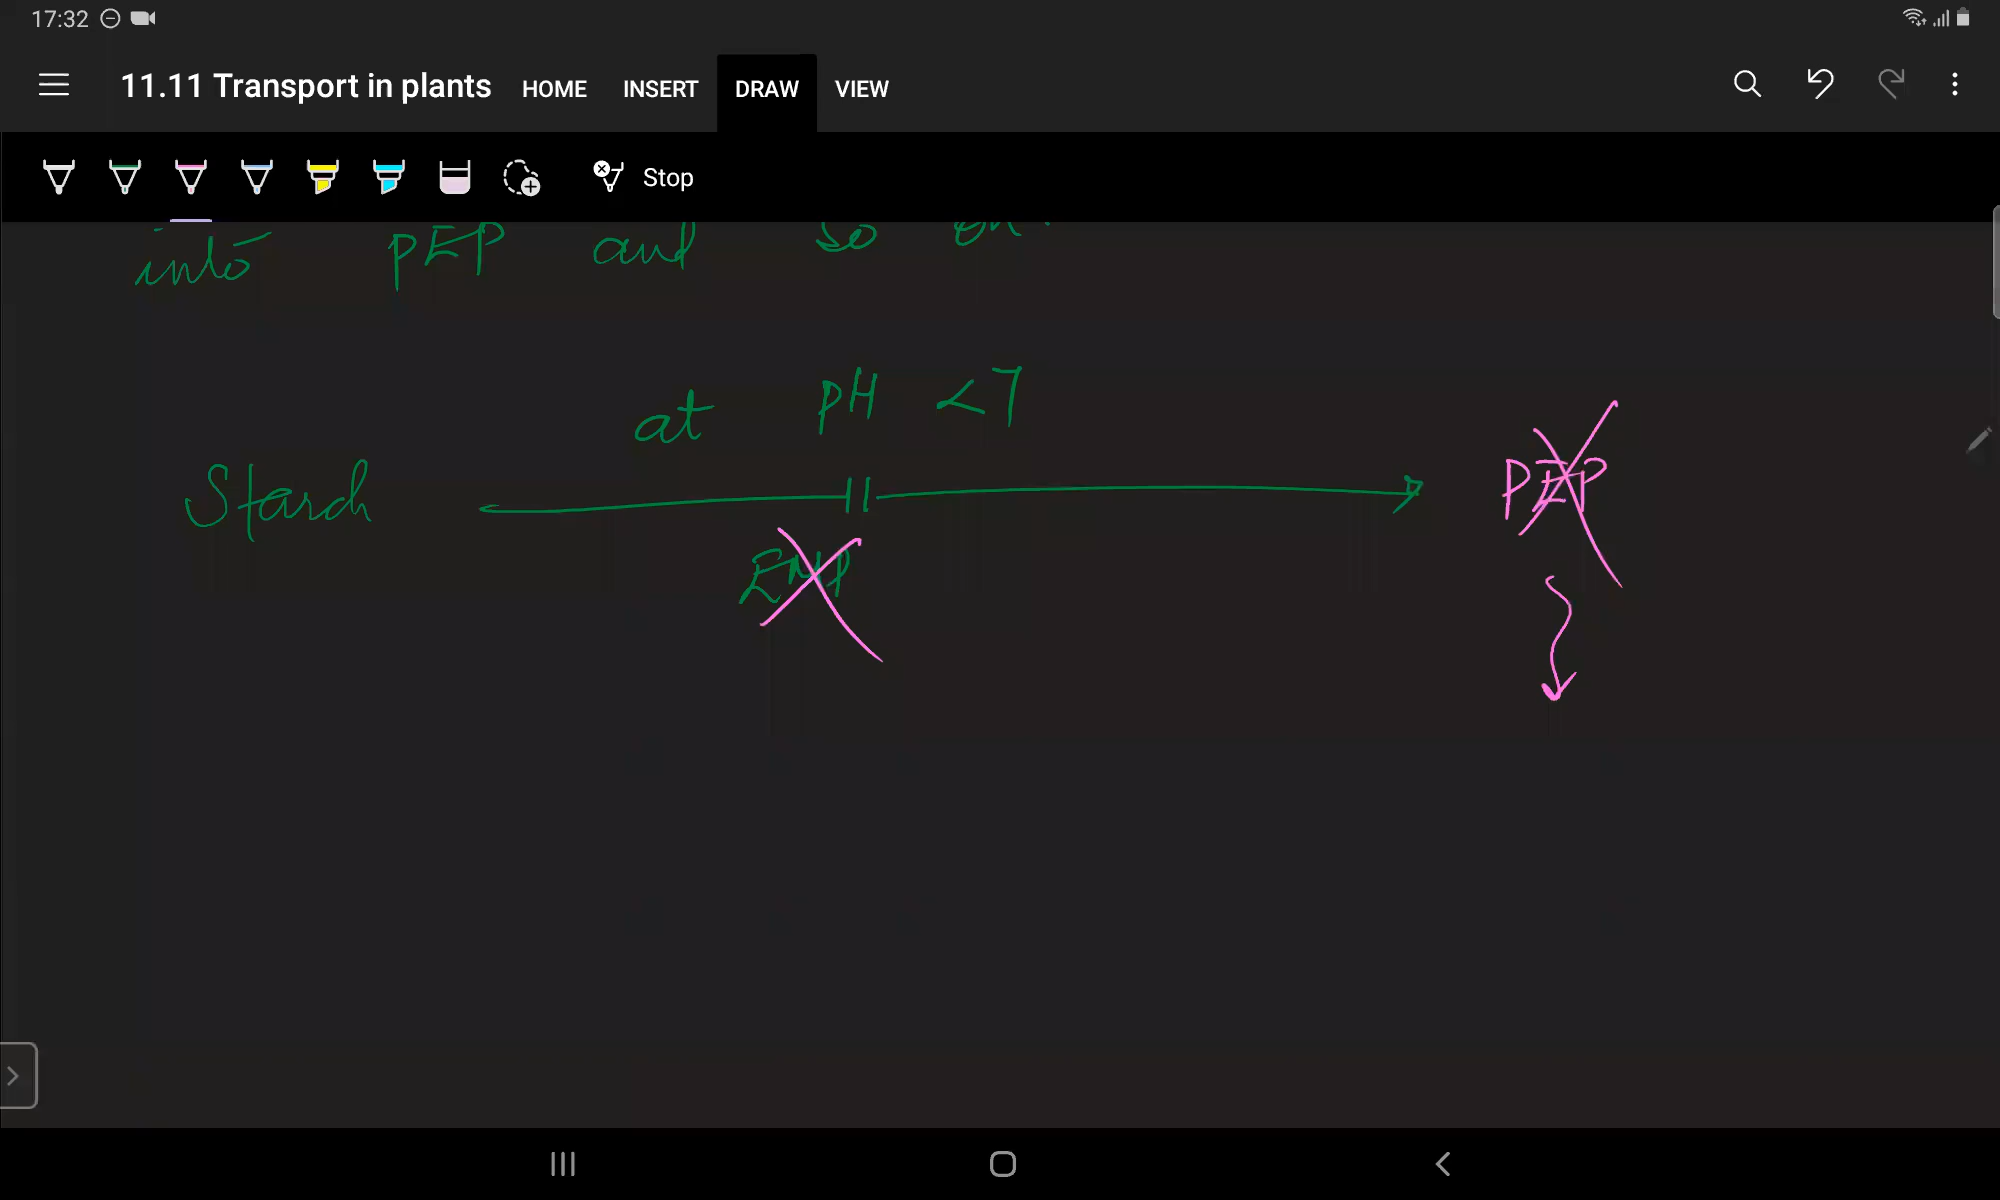 17:32
11.11 Transport in plants HOME INSERT DRAW VIEW
Stop
into PEP and so on.
at PH <7
Starch PEP
EMP